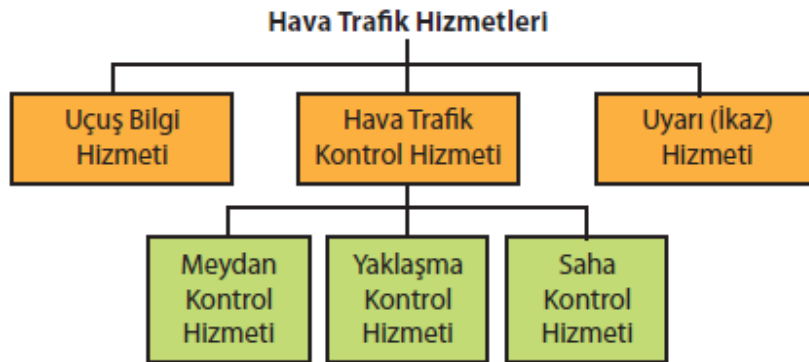 Hava Trafik Hizmetleri
Uçuş Bilgi
Hizmeti
Hava Trafik
Kontrol Hizmeti
Uyarı (İkaz)
Hizmeti
Meydan
Kontrol
Hizmeti
Yaklaşma
Kontrol
Hizmeti
Saha
Kontrol
Hizmeti